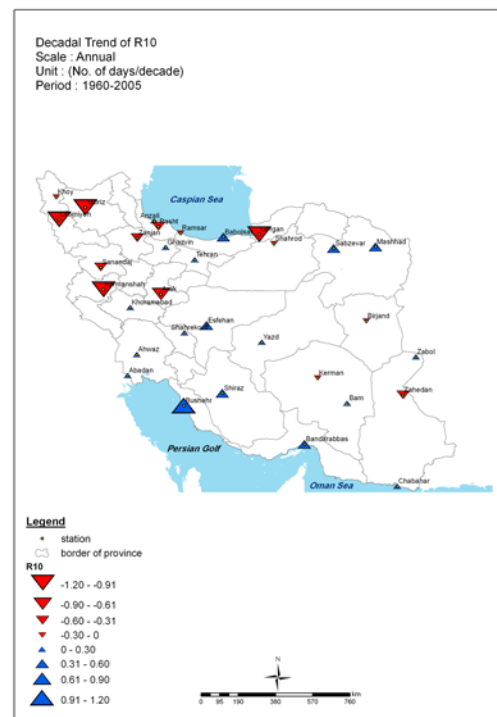 Decadal Trend of R10
Scale : Annual
Unit : (No. of days/decade)
Period : 1960-2005
Khoy
Caspian Sea
Anzali
Rasht
Ramsar
Zanjan
Ghazvin
Babolsar
Shahrod
Sabzevar
Mashhad
Tehran
Sanandaj
Khoramabad
Birjand
Esfehan
Shahrekord
Yazd
Zabol
Ahwaz
Abadan
Kerman
Shiraz
Bam
Zahedan
Bushehr
Persian Golf
Bandarabbas
Oman Sea
Chabahar
Legend
station
border of province
R10
-1.20 - -0.91
-0.90 - -0.61
-0.60 - -0.31
-0.30 - 0
0 - 0.30
0.31 - 0.60
0.61 - 0.90
0.91 - 1.20
N
0 95 190 380 570 760
km